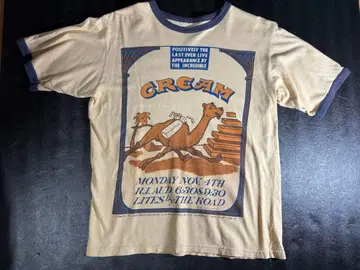 POSITIVELY THE
LAST EVER LIVE
APPEARANCE BY
THE INCREDIBLE
CREAM
MONDAY NOV. 4TH
R.I. AUD. 6:30 & 9:30
LITES BY THE ROAD